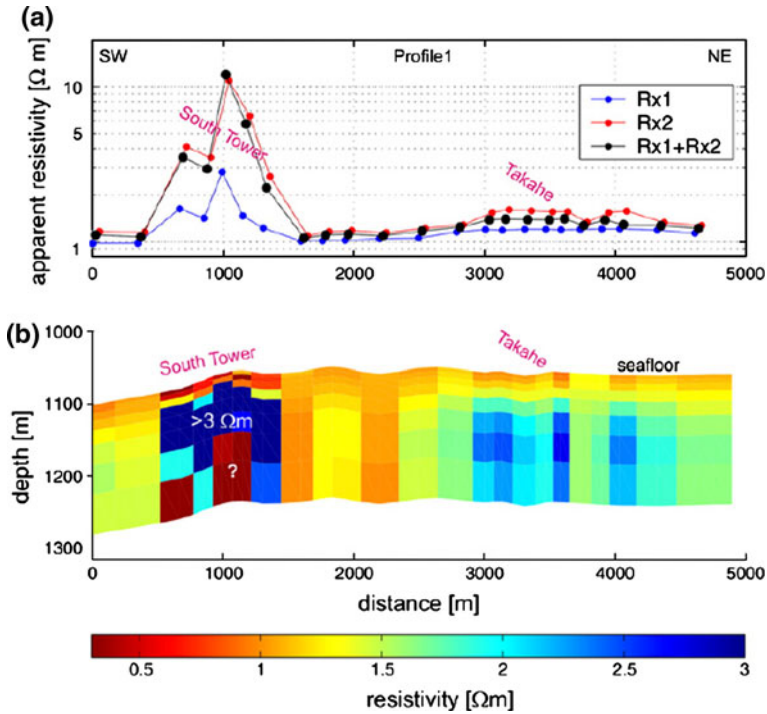 (a)
SW Profile1 NE
apparent resistivity [Ω m]
10
5
1
South Tower
Takahe
Rx1
Rx2
Rx1+Rx2
0 1000 2000 3000 4000 5000
(b)
1000
1100
1200
1300
depth [m]
South Tower
Takahe
seafloor
>3 Ωm
?
0 1000 2000 3000 4000 5000
distance [m]
0.5 1 1.5 2 2.5 3
resistivity [Ωm]